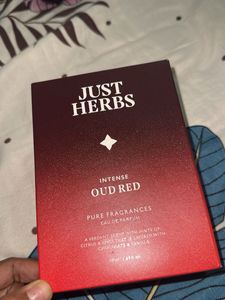 JUST
HERBS
INTENSE
OUD RED
PURE FRAGRANCES
EAU DE PARFUM
A VERDANT SCENT WITH HINTS OF
CITRUS & SPICE THAT IS LAYERED WITH
CHOCOLATE & VANILLA